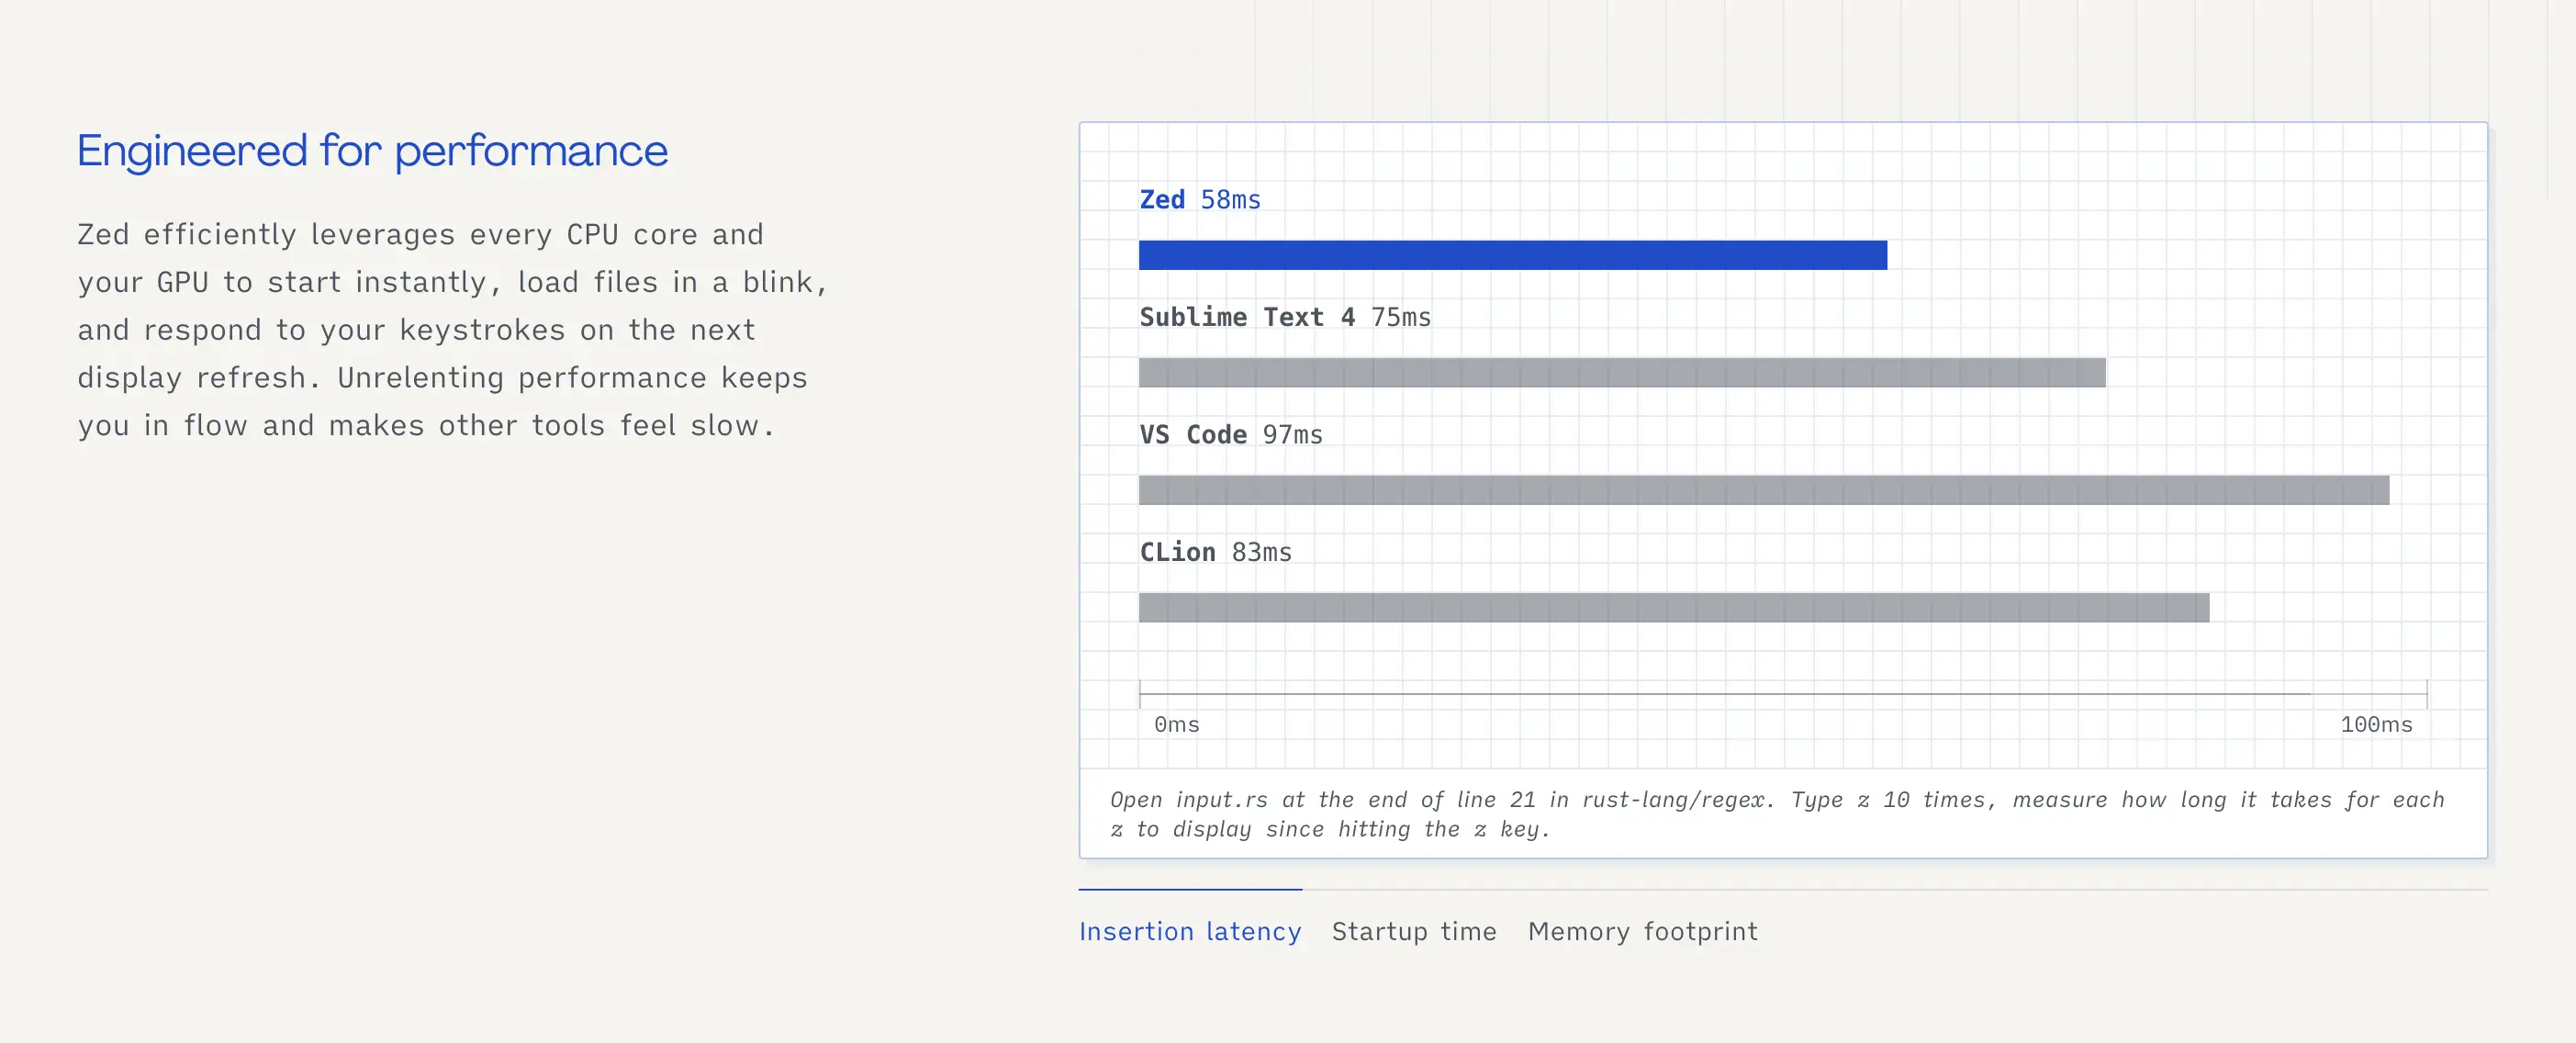 Engineered for performance
Zed efficiently leverages every CPU core and
your GPU to start instantly, load files in a blink,
and respond to your keystrokes on the next
display refresh. Unrelenting performance keeps
you in flow and makes other tools feel slow.
Zed 58ms
Sublime Text 4 75ms
VS Code 97ms
CLion 83ms
0ms 100ms
Open input.rs at the end of line 21 in rust-lang/regex. Type z 10 times, measure how long it takes for each
z to display since hitting the z key.
Insertion latency Startup time Memory footprint